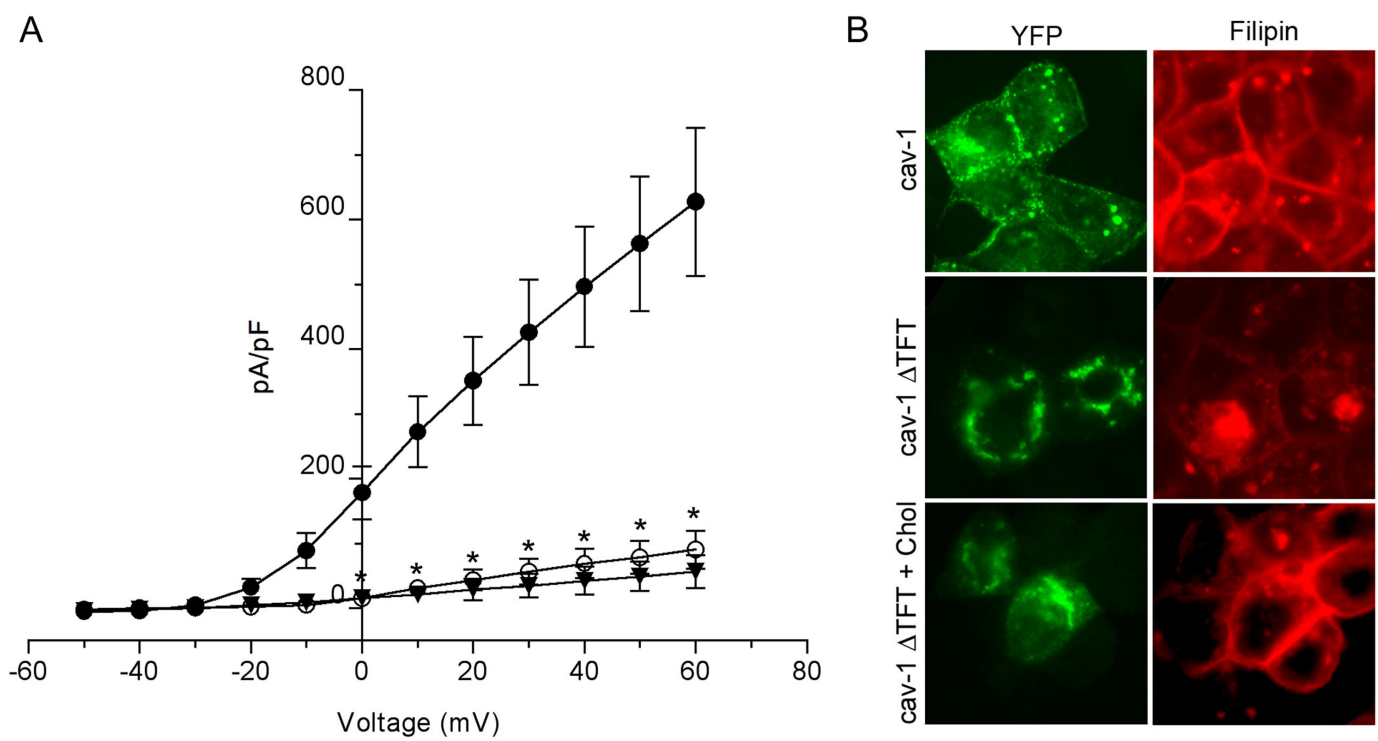 A
800
600
400
200
0
pA/pF
* * * * * * *
-60 -40 -20 0 20 40 60 80
Voltage (mV)
B
YFP Filipin
cav-1
cav-1 ΔTFT
cav-1 ΔTFT + Chol